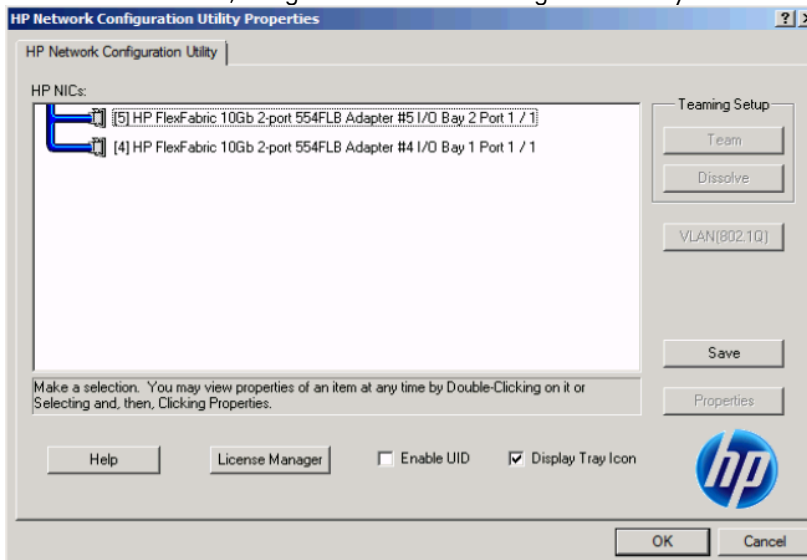 HP Network Configuration Utility Properties
HP Network Configuration Utility
HP NICs:
[5] HP FlexFabric 10Gb 2-port 554FLB Adapter #5 I/O Bay 2 Port 1 / 1
[4] HP FlexFabric 10Gb 2-port 554FLB Adapter #4 I/O Bay 1 Port 1 / 1
Teaming Setup
Team
Dissolve
VLAN(802.1Q)
Save
Make a selection. You may view properties of an item at any time by Double-Clicking on it or
Selecting and, then, Clicking Properties.
Properties
Help
License Manager
Enable UID
Display Tray Icon
hp
OK
Cancel